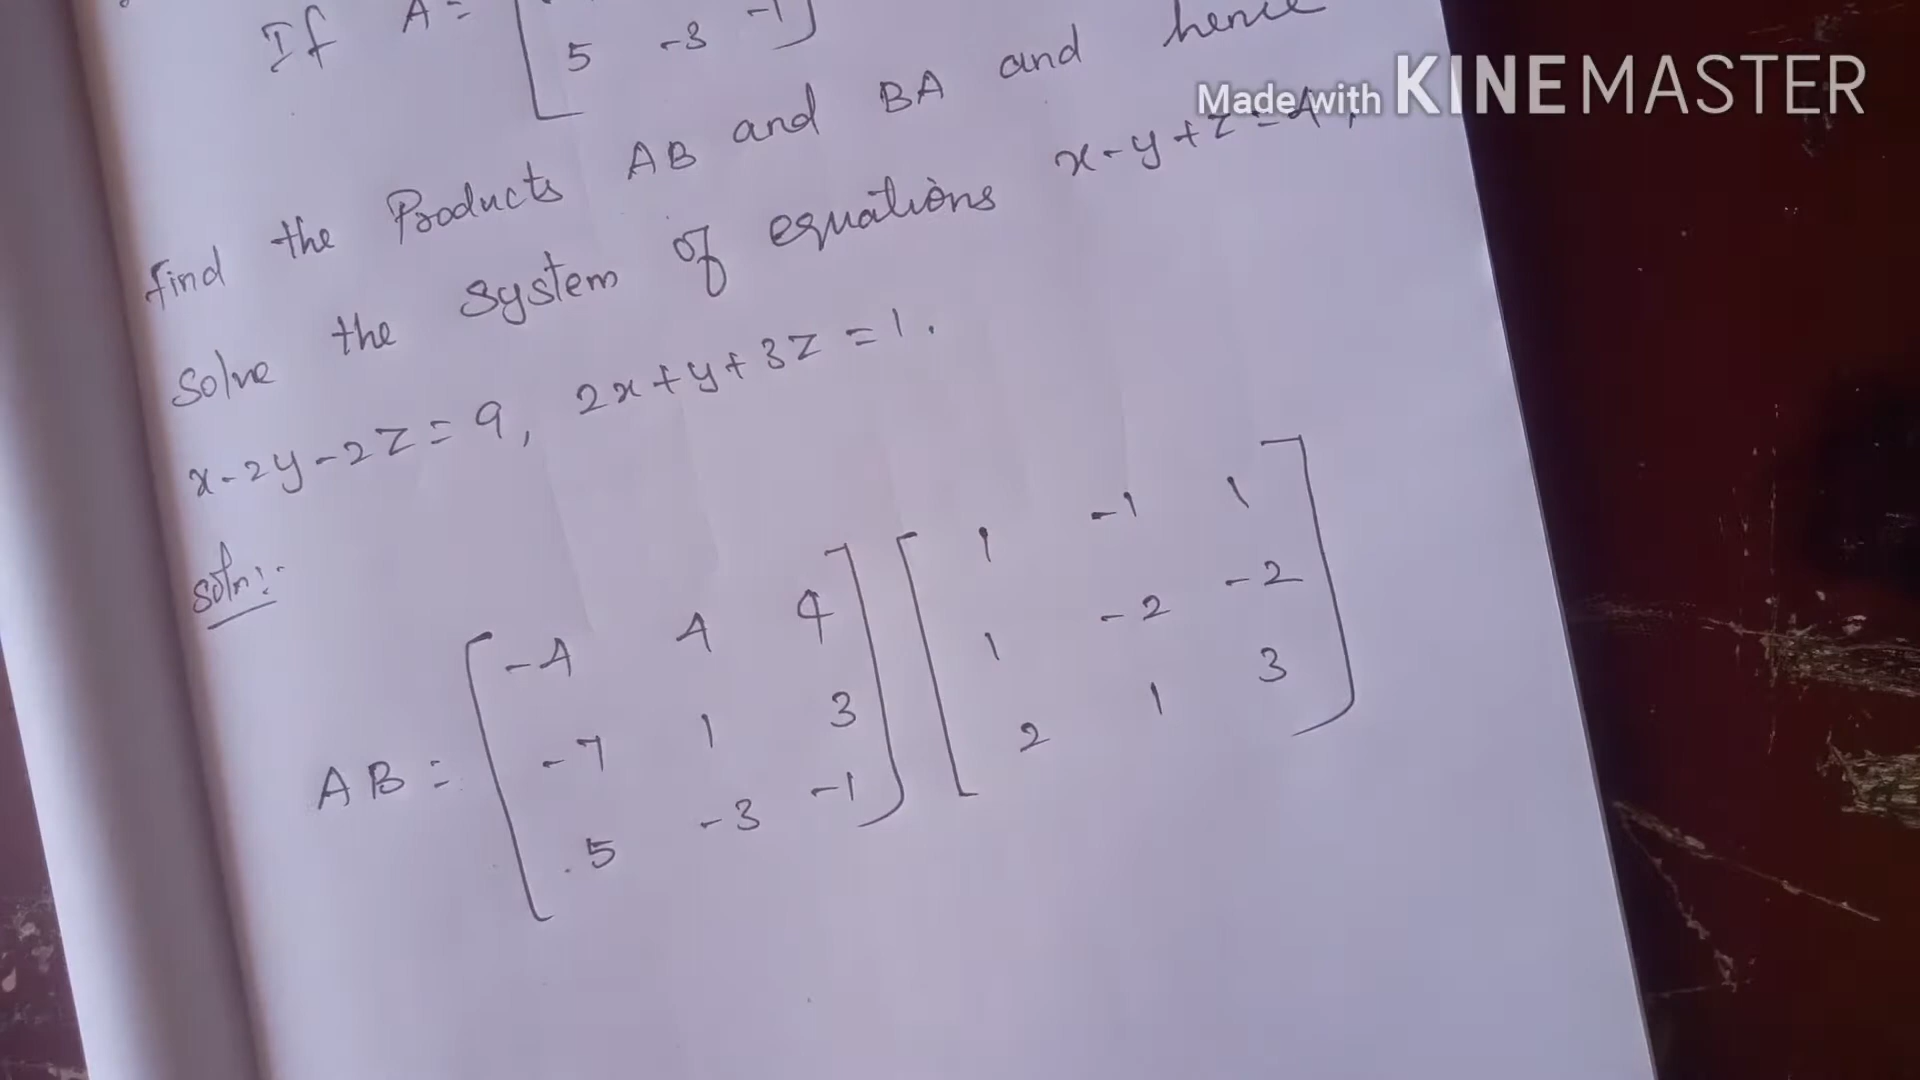 If A = [
5 -3 -1 ]
Made with KINEMASTER
find the Products AB and BA and hence
Solve the system of equations x-y+z=4,
x-2y-2z=9, 2x+y+3z=1.
Soln:-
AB = [ -4 4 4 ] [ 1 -1 1 ]
-7 1 3 1 -2 -2
5 -3 -1 2 1 3